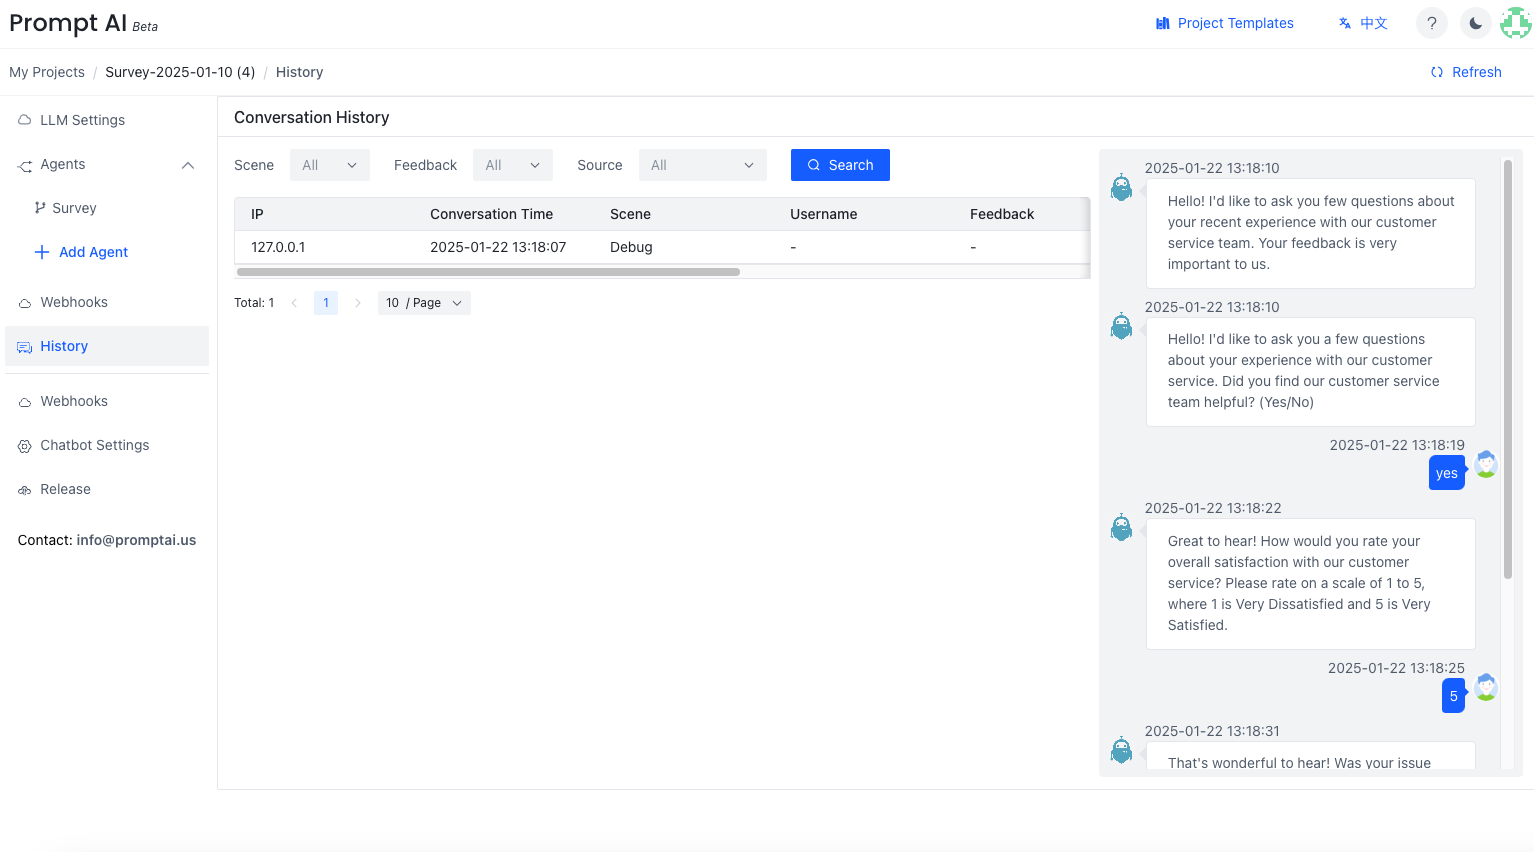 Prompt AI Beta
Project Templates
中文
?
My Projects / Survey-2025-01-10 (4) / History
Refresh
LLM Settings
Agents
Survey
Add Agent
Webhooks
History
Webhooks
Chatbot Settings
Release
Contact: info@promptai.us
Conversation History
Scene All Feedback All Source All Search
IP Conversation Time Scene Username Feedback
127.0.0.1 2025-01-22 13:18:07 Debug - -
Total: 1 < 1 > 10 / Page
2025-01-22 13:18:10
Hello! I'd like to ask you few questions about
your recent experience with our customer
service team. Your feedback is very
important to us.
2025-01-22 13:18:10
Hello! I'd like to ask you a few questions
about your experience with our customer
service. Did you find our customer service
team helpful? (Yes/No)
2025-01-22 13:18:19
yes
2025-01-22 13:18:22
Great to hear! How would you rate your
overall satisfaction with our customer
service? Please rate on a scale of 1 to 5,
where 1 is Very Dissatisfied and 5 is Very
Satisfied.
2025-01-22 13:18:25
5
2025-01-22 13:18:31
That's wonderful to hear! Was your issue